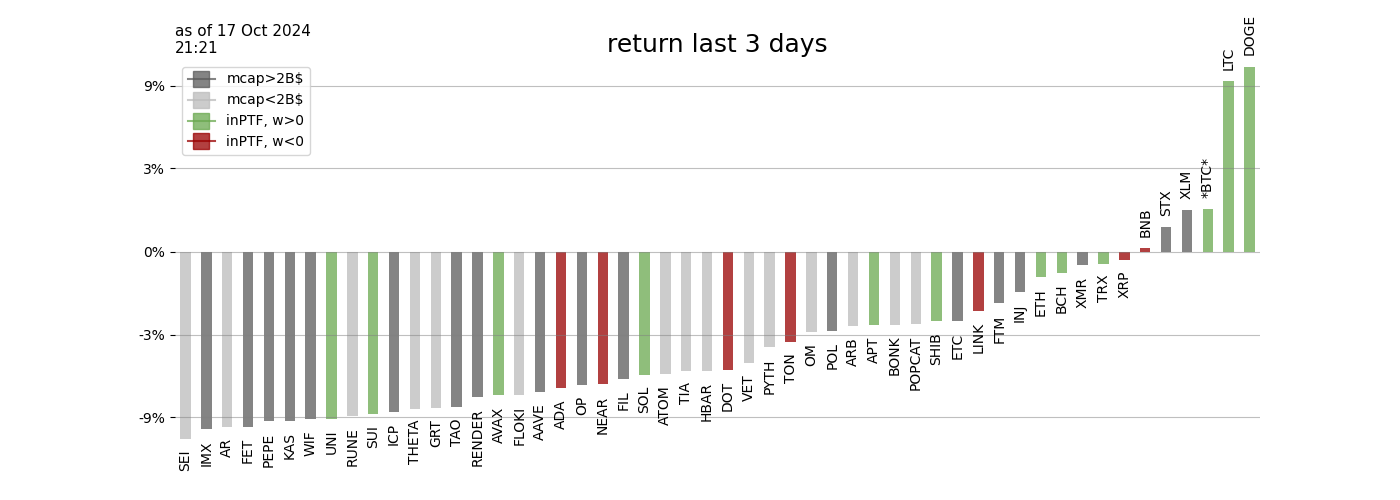 as of 17 Oct 2024
21:21
return last 3 days
mcap>2B$
mcap<2B$
inPTF, w>0
inPTF, w<0
9%
3%
0%
-3%
-9%
SEI
IMX
AR
FET
PEPE
KAS
WIF
UNI
RUNE
SUI
ICP
THETA
GRT
TAO
RENDER
AVAX
FLOKI
AAVE
ADA
OP
NEAR
FIL
SOL
ATOM
TIA
HBAR
DOT
VET
PYTH
TON
OM
POL
ARB
APT
BONK
POPCAT
SHIB
ETC
LINK
FTM
INJ
ETH
BCH
XMR
TRX
XRP
BNB
STX
XLM
*BTC*
LTC
DOGE